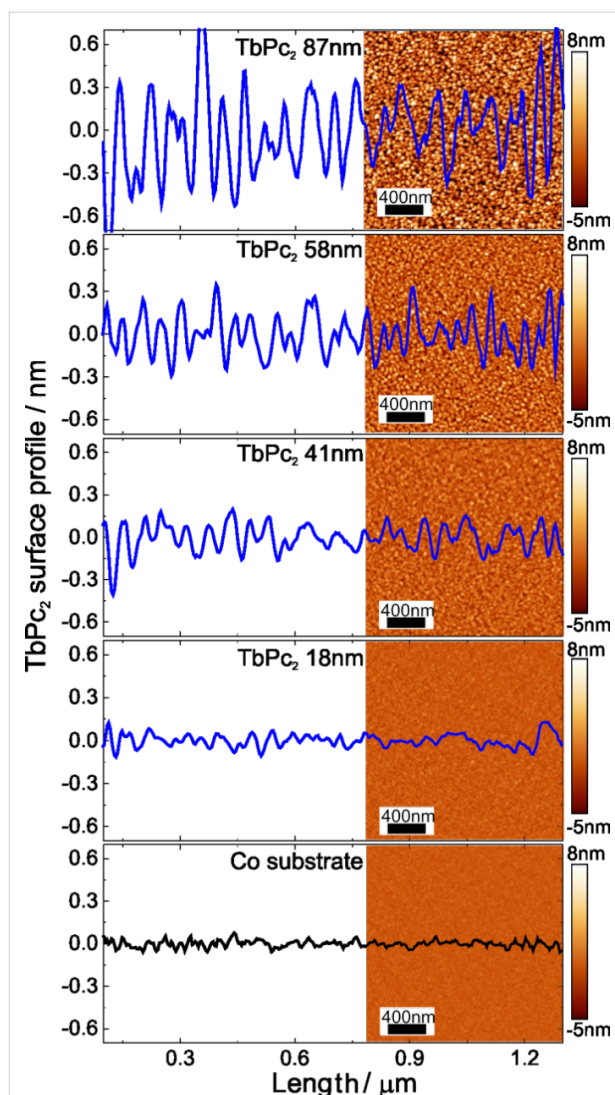 TbPc₂ surface profile / nm
0.6
0.3
0.0
-0.3
-0.6
TbPc₂ 87nm
400nm
8nm
-5nm
0.6
0.3
0.0
-0.3
-0.6
TbPc₂ 58nm
400nm
8nm
-5nm
0.6
0.3
0.0
-0.3
-0.6
TbPc₂ 41nm
400nm
8nm
-5nm
0.6
0.3
0.0
-0.3
-0.6
TbPc₂ 18nm
400nm
8nm
-5nm
0.6
0.3
0.0
-0.3
-0.6
Co substrate
400nm
8nm
-5nm
0.3 0.6 0.9 1.2
Length/ μm